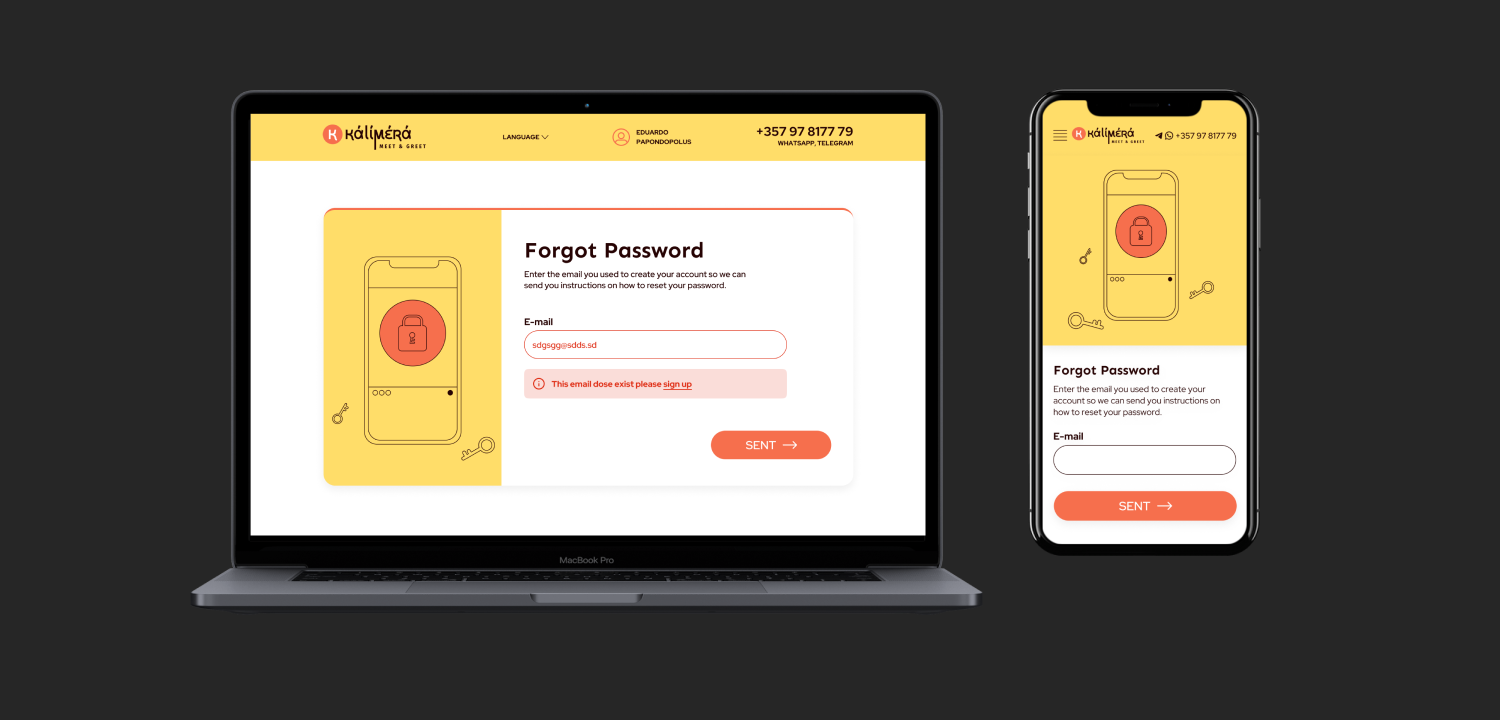 K kálímérá
MEET & GREET
LANGUAGE
EDUARDO
PAPONDOPOLUS
+357 97 8177 79
WHATSAPP, TELEGRAM
Forgot Password
Enter the email you used to create your account so we can
send you instructions on how to reset your password.
E-mail
sdgsgg@sdds.sd
This email dose exist please sign up
SENT
MacBook Pro
K kálímérá
MEET & GREET
+357 97 8177 79
Forgot Password
Enter the email you used to create your
account so we can send you instructions on
how to reset your password.
E-mail
SENT